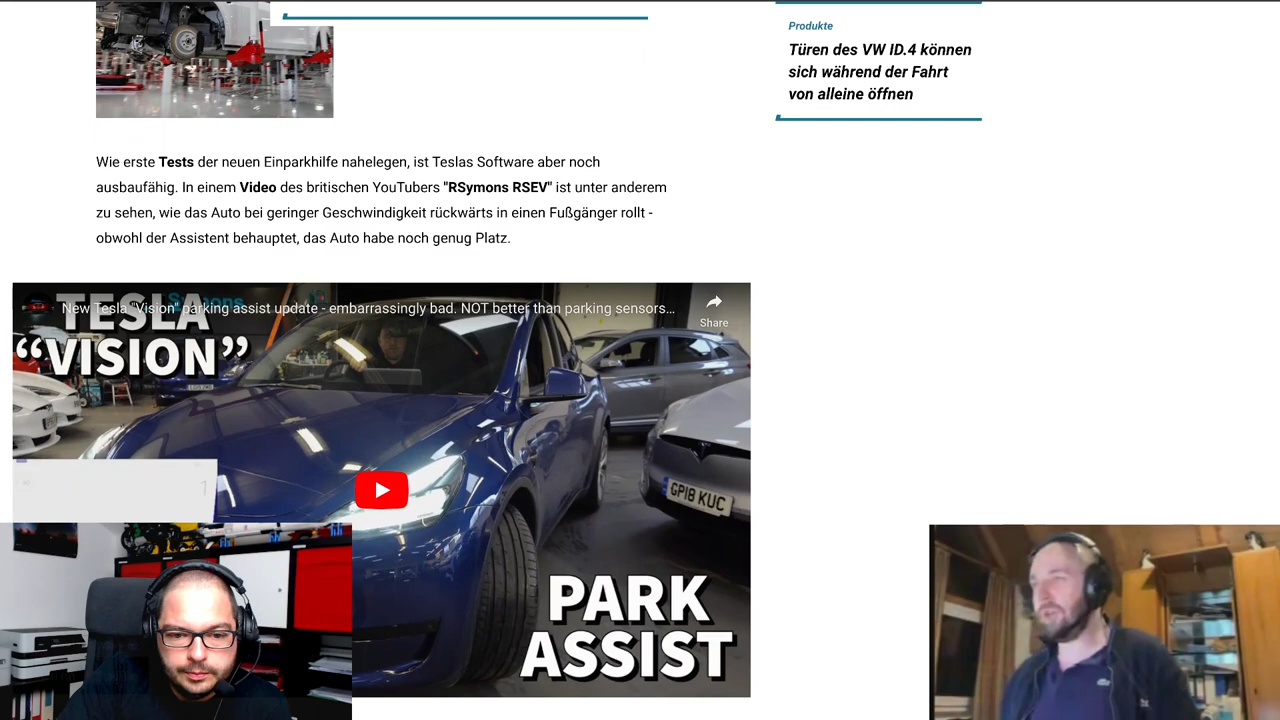 Produkte
Türen des VW ID.4 können
sich während der Fahrt
von alleine öffnen
Wie erste Tests der neuen Einparkhilfe nahelegen, ist Teslas Software aber noch
ausbaufähig. In einem Video des britischen YouTubers "RSymons RSEV" ist unter anderem
zu sehen, wie das Auto bei geringer Geschwindigkeit rückwärts in einen Fußgänger rollt -
obwohl der Assistent behauptet, das Auto habe noch genug Platz.
New Tesla "Vision" parking assist update - embarrassingly bad. NOT better than parking sensors...
Share
TESLA
“VISION”
GP18 KUC
PARK
ASSIST